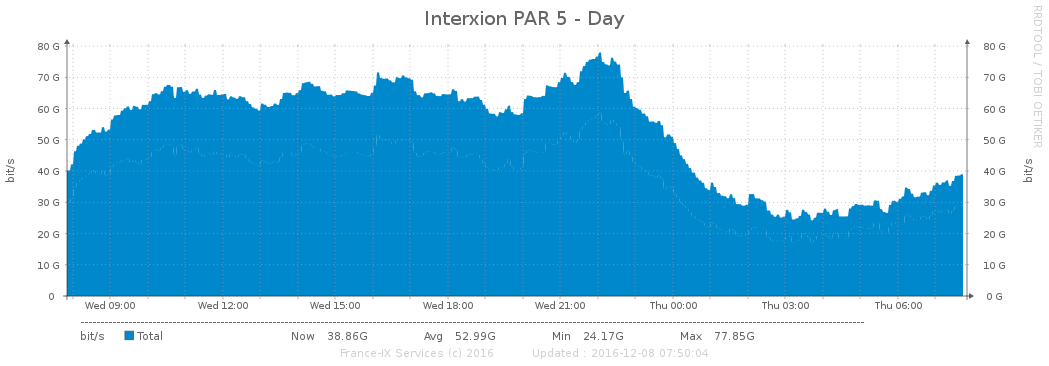 Interxion PAR 5 - Day
RRDTOOL / TOBI OETIKER
bit/s
80 G 80 G
70 G 70 G
60 G 60 G
50 G 50 G
40 G 40 G
30 G 30 G
20 G 20 G
10 G 10 G
0 0 G
bit/s
Wed 09:00 Wed 12:00 Wed 15:00 Wed 18:00 Wed 21:00 Thu 00:00 Thu 03:00 Thu 06:00
bit/s Total Now 38.86G Avg 52.99G Min 24.17G Max 77.85G
France-IX Services (c) 2016 Updated : 2016-12-08 07:50:04